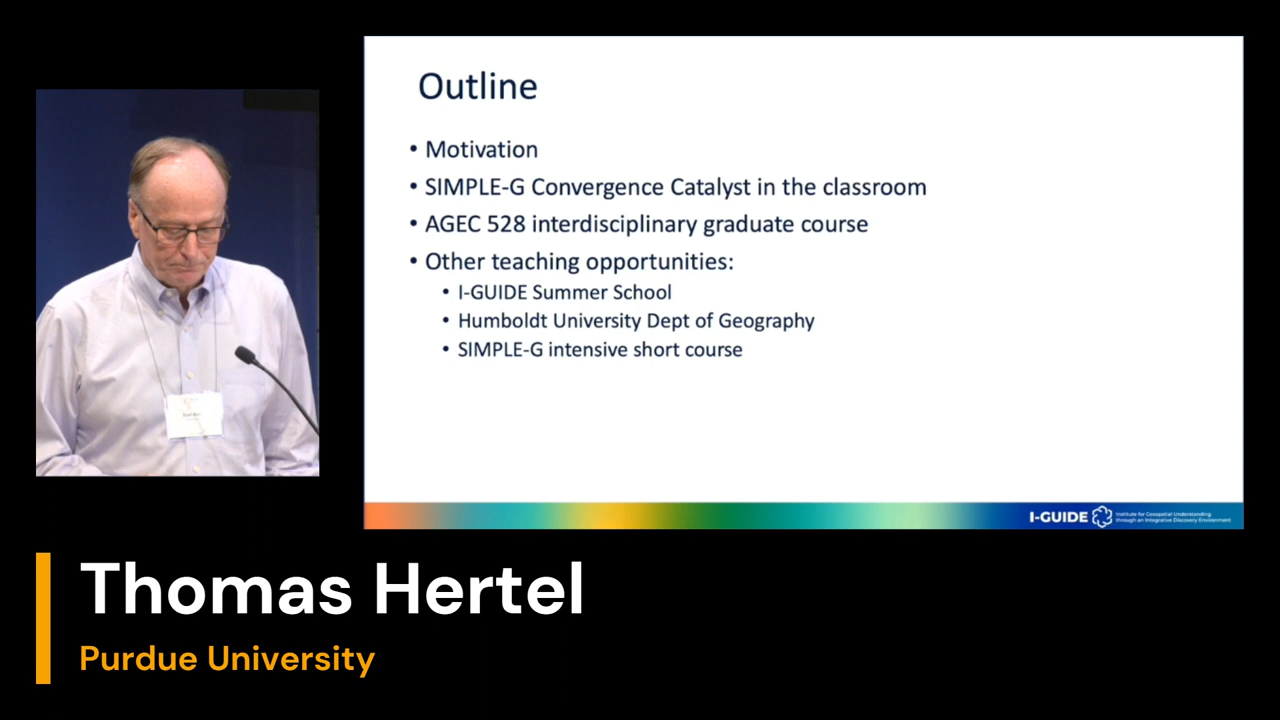 Outline
• Motivation
• SIMPLE-G Convergence Catalyst in the classroom
• AGEC 528 interdisciplinary graduate course
• Other teaching opportunities:
• I-GUIDE Summer School
• Humboldt University Dept of Geography
• SIMPLE-G intensive short course
I-GUIDE
Institute for Geospatial Understanding
through an Integrative Discovery Environment
Thomas Hertel
Purdue University